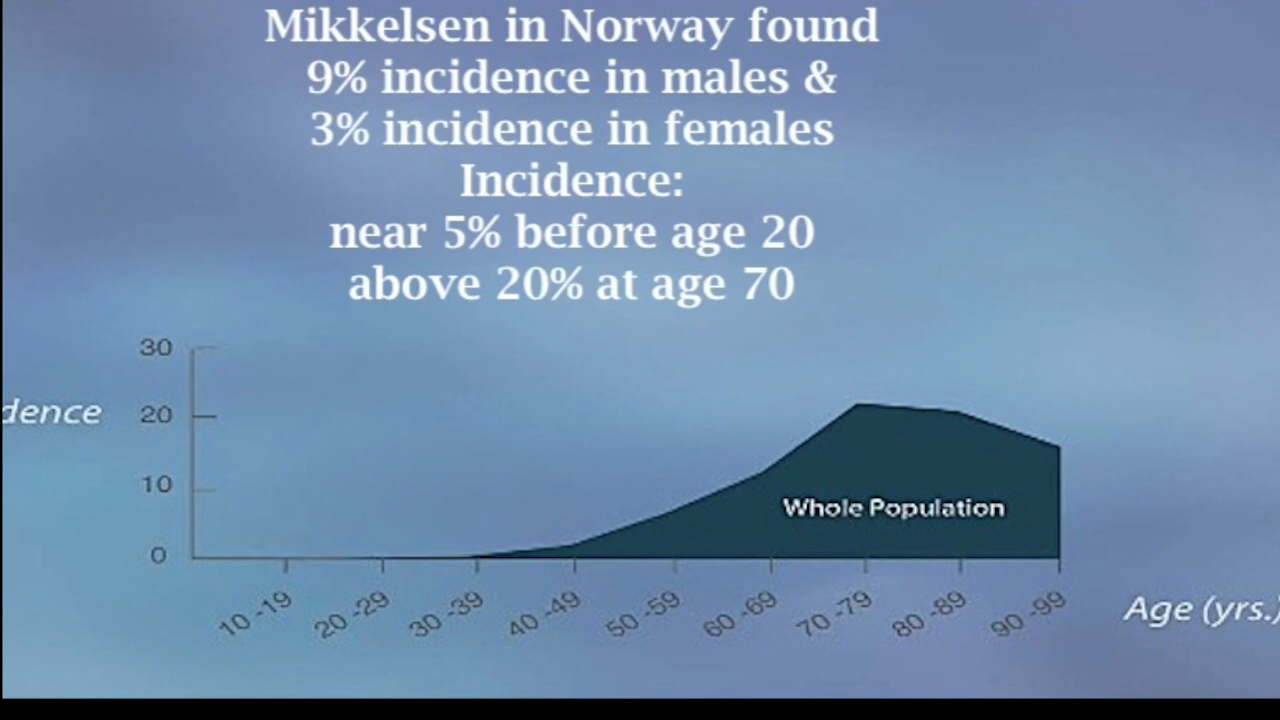 Mikkelsen in Norway found
9% incidence in males &
3% incidence in females
Incidence:
near 5% before age 20
above 20% at age 70
30
dence
20
10
0
Whole Population
10 -19
20 -29
30 -39
40 -49
50 -59
60 -69
70 -79
80 -89
90 -99
Age (yrs.)